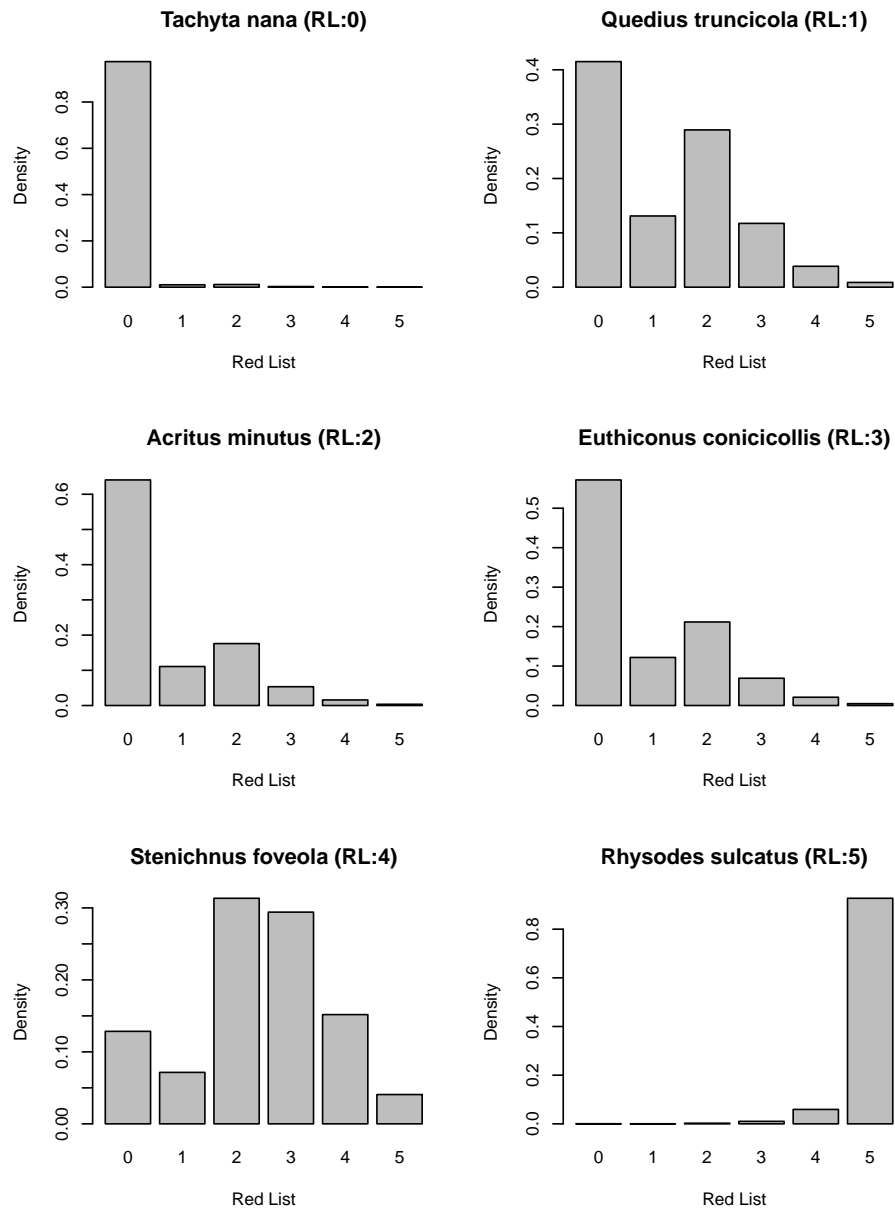 Tachyta nana (RL:0)
Density
0.0 0.2 0.4 0.6 0.8
0 1 2 3 4 5
Red List
Quedius truncicola (RL:1)
Density
0.0 0.1 0.2 0.3 0.4
0 1 2 3 4 5
Red List
Acritus minutus (RL:2)
Density
0.0 0.2 0.4 0.6
0 1 2 3 4 5
Red List
Euthiconus conicicollis (RL:3)
Density
0.0 0.1 0.2 0.3 0.4 0.5
0 1 2 3 4 5
Red List
Stenichnus foveola (RL:4)
Density
0.00 0.10 0.20 0.30
0 1 2 3 4 5
Red List
Rhysodes sulcatus (RL:5)
Density
0.0 0.2 0.4 0.6 0.8
0 1 2 3 4 5
Red List